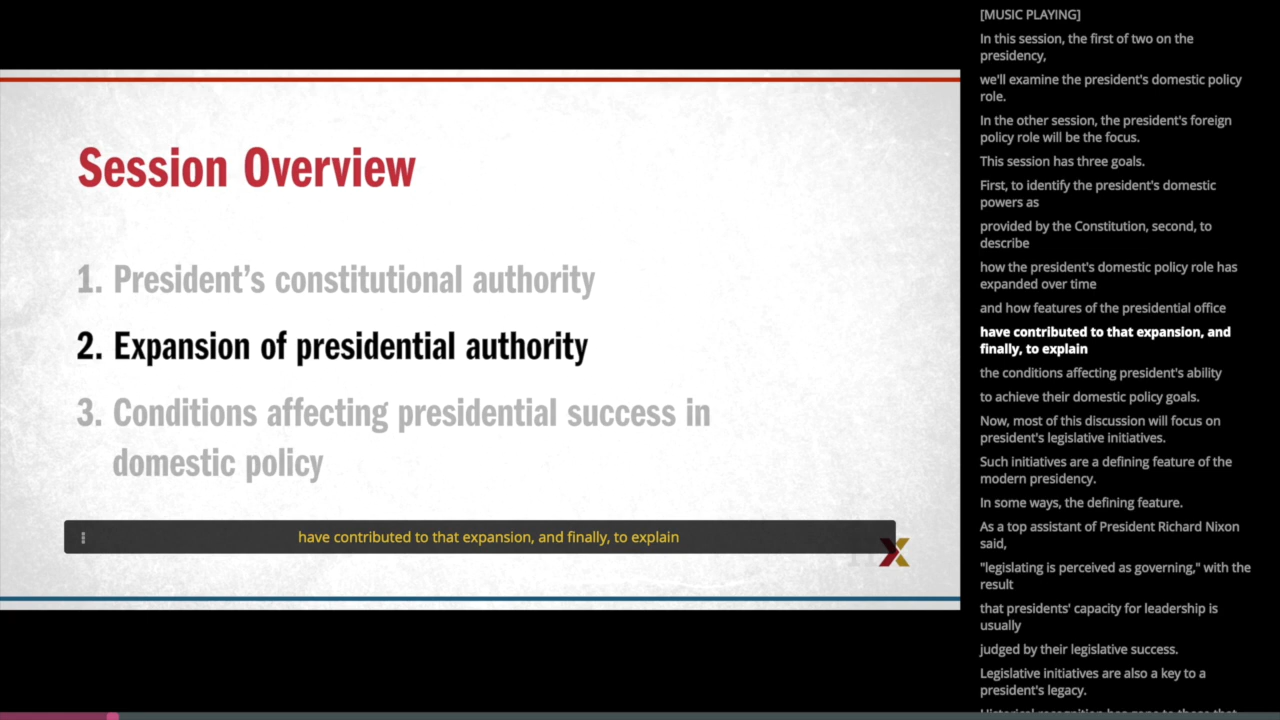 Session Overview
1. President's constitutional authority
2. Expansion of presidential authority
3. Conditions affecting presidential success in
domestic policy
have contributed to that expansion, and finally, to explain
[MUSIC PLAYING]
In this session, the first of two on the
presidency,
we'll examine the president's domestic policy
role.
In the other session, the president's foreign
policy role will be the focus.
This session has three goals.
First, to identify the president's domestic
powers as
provided by the Constitution, second, to
describe
how the president's domestic policy role has
expanded over time
and how features of the presidential office
have contributed to that expansion, and
finally, to explain
the conditions affecting president's ability
to achieve their domestic policy goals.
Now, most of this discussion will focus on
president's legislative initiatives.
Such initiatives are a defining feature of the
modern presidency.
In some ways, the defining feature.
As a top assistant of President Richard Nixon
said,
"legislating is perceived as governing," with the
result
that presidents' capacity for leadership is
usually
judged by their legislative success.
Legislative initiatives are also a key to a
president's legacy.